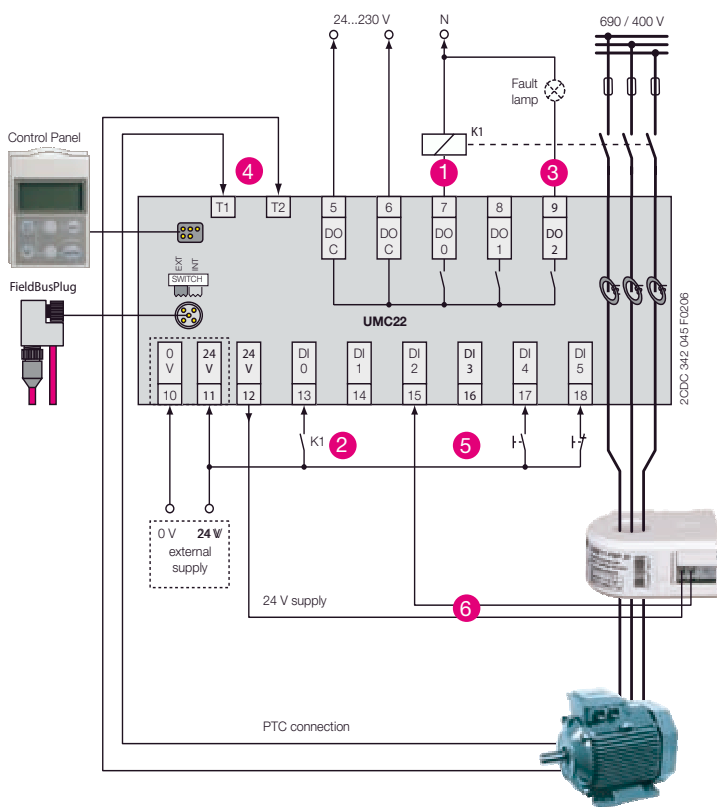 24...230 V
N
690 / 400 V
Fault
lamp
K1
Control Panel
1
3
4
T1
T2
5
6
7
8
9
DO
C
DO
C
DO
0
DO
1
DO
2
EXT
INT
SWITCH
FieldBusPlug
UMC22
2CDC 342 045 F0206
0
V
24
V
24
V
DI
0
DI
1
DI
2
DI
3
DI
4
DI
5
10
11
12
13
14
15
16
17
18
K1
2
5
0 V
24 V
external
supply
24 V supply
6
PTC connection